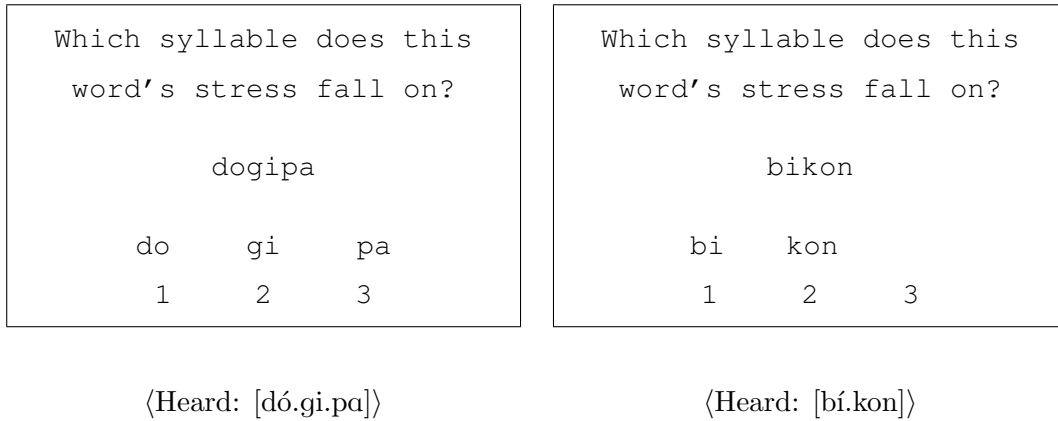 Which syllable does this
word's stress fall on?
dogipa
do gi pa
1 2 3
⟨Heard: [dó.gi.pɑ]⟩
Which syllable does this
word's stress fall on?
bikon
bi kon
1 2 3
⟨Heard: [bí.kon]⟩